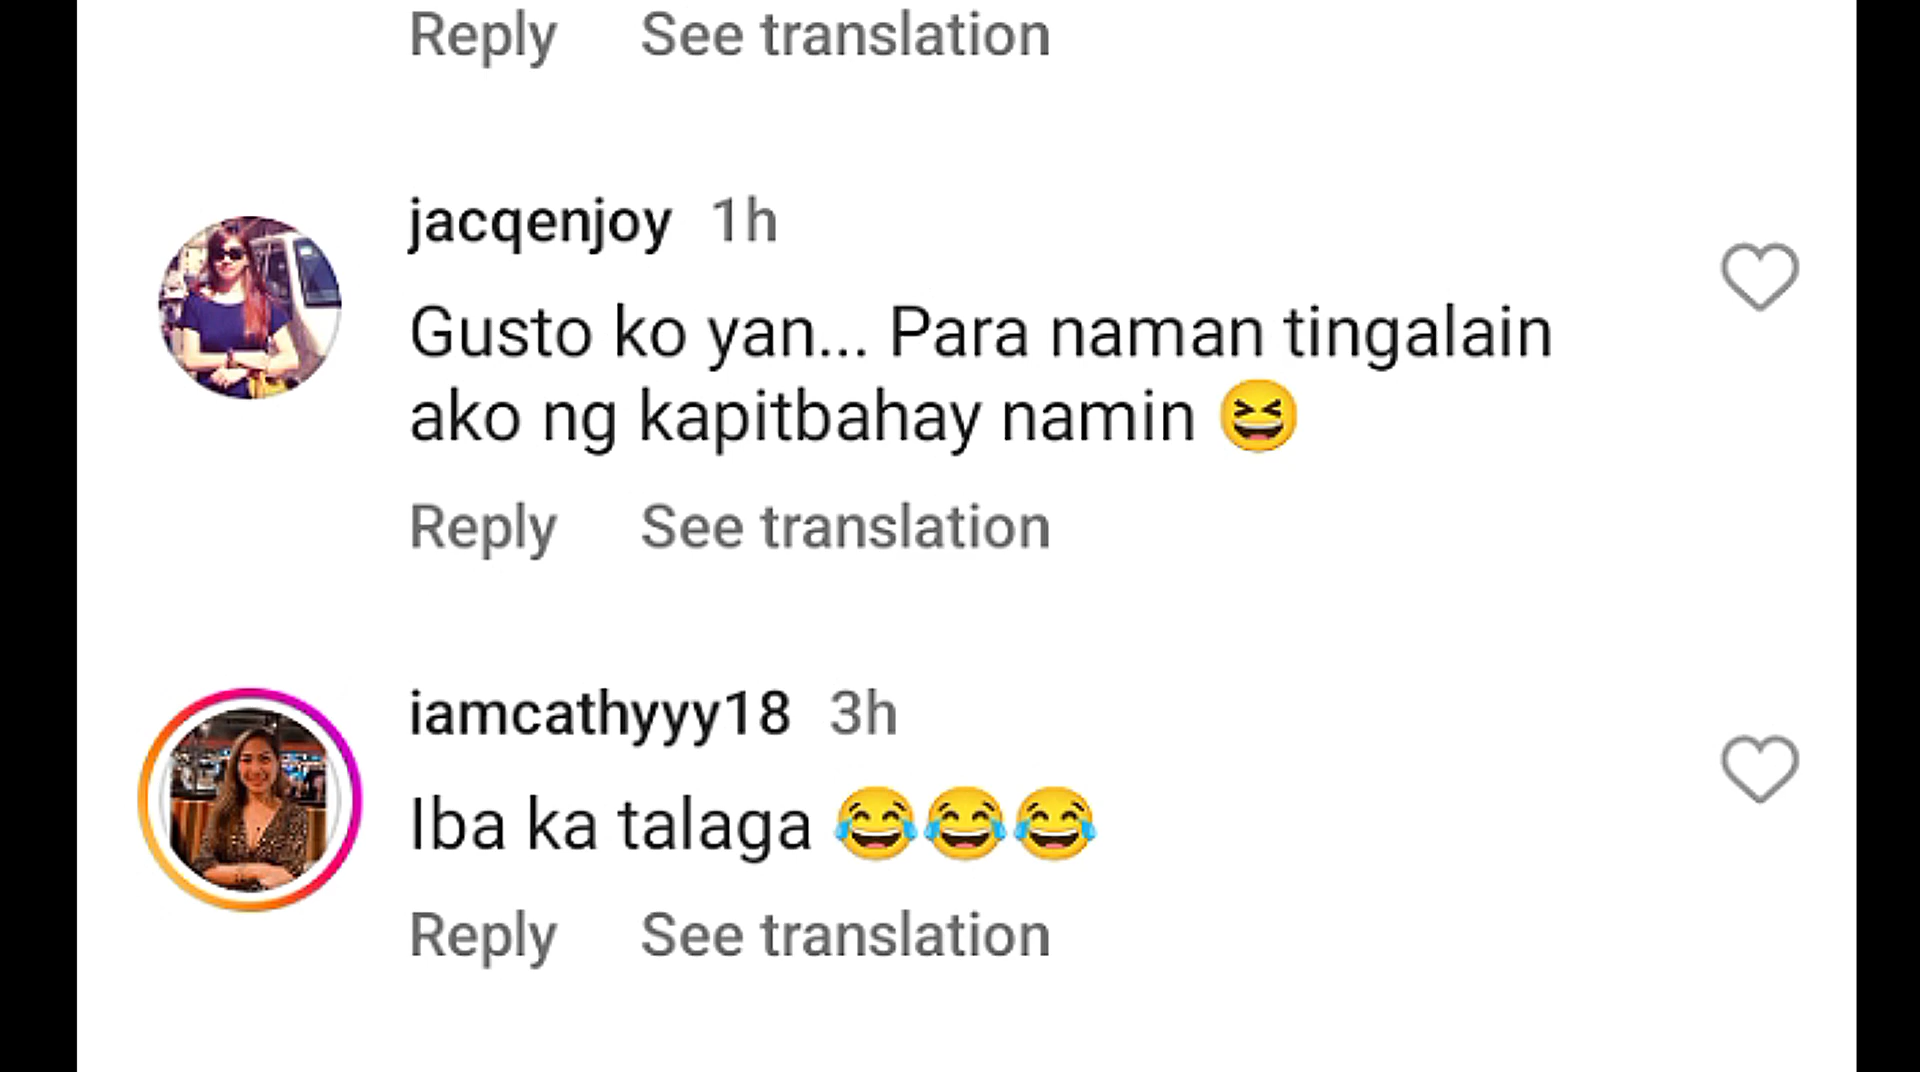 Reply See translation
jacqenjoy 1h
Gusto ko yan... Para naman tingalain
ako ng kapitbahay namin 😆
Reply See translation
iamcathyyy18 3h
Iba ka talaga 😂😂😂
Reply See translation